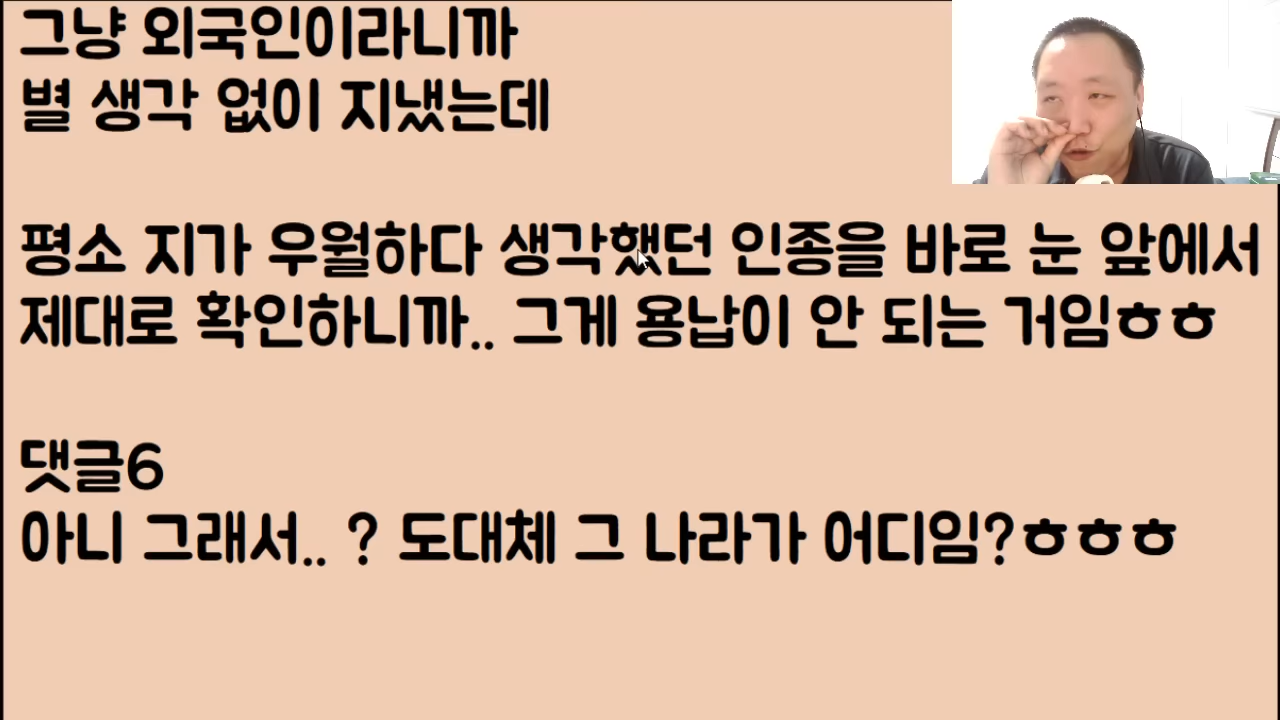 그냥 외국인이라니까
별 생각 없이 지냈는데
평소 지가 우월하다 생각했던 인종을 바로 눈 앞에서
제대로 확인하니까.. 그게 용납이 안 되는 거임ㅎㅎ
댓글6
아니 그래서.. ? 도대체 그 나라가 어디임?ㅎㅎㅎ